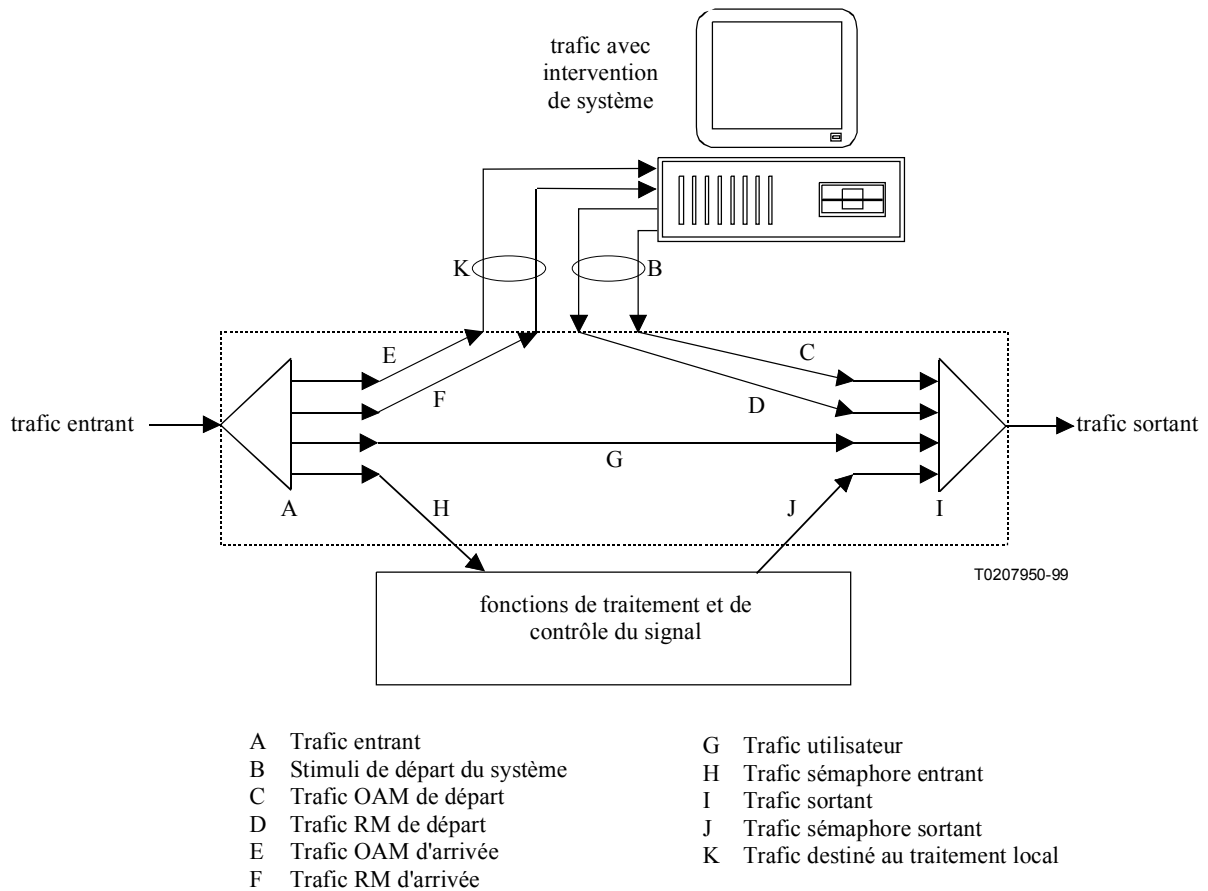 trafic avec
intervention
de système
K
B
E
C
F
D
trafic entrant
trafic sortant
G
A
H
J
I
T0207950-99
fonctions de traitement et de
contrôle du signal
A Trafic entrant
B Stimuli de départ du système
C Trafic OAM de départ
D Trafic RM de départ
E Trafic OAM d'arrivée
F Trafic RM d'arrivée
G Trafic utilisateur
H Trafic sémaphore entrant
I Trafic sortant
J Trafic sémaphore sortant
K Trafic destiné au traitement local